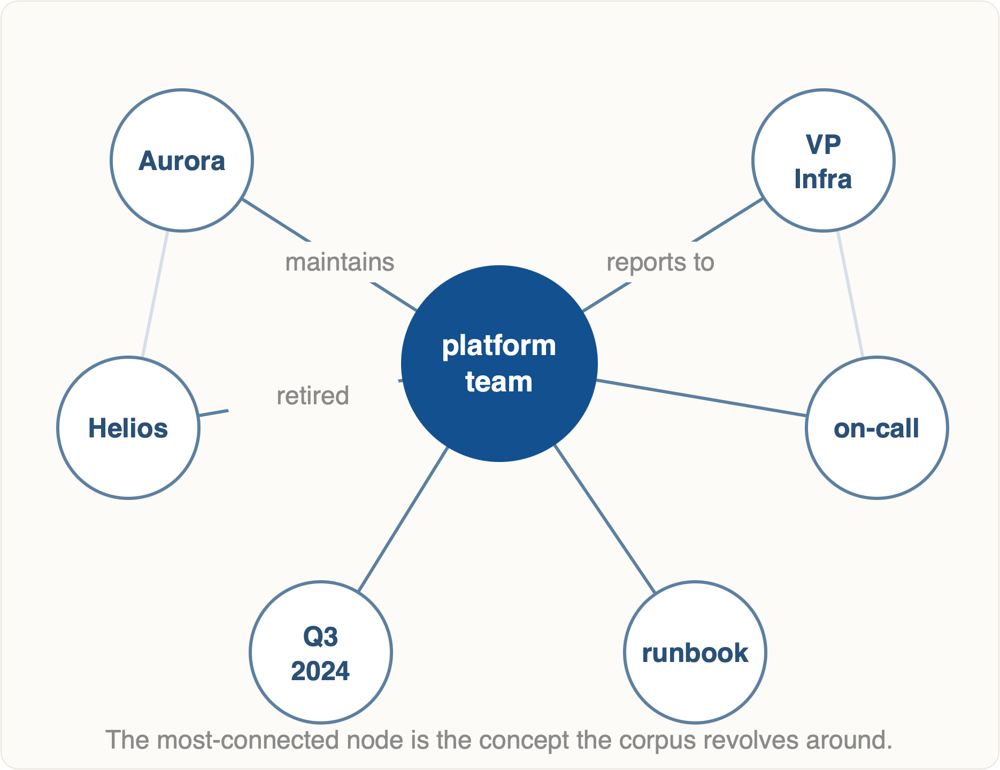 Aurora
VP
Infra
maintains
reports to
platform
team
retired
Helios
on-call
Q3
2024
runbook
The most-connected node is the concept the corpus revolves around.